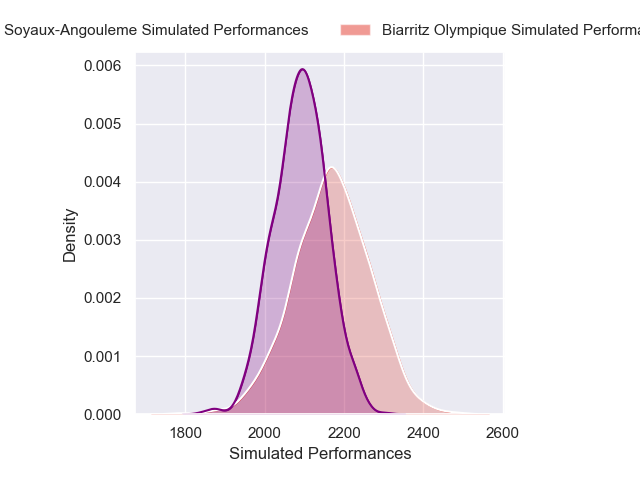 Soyaux-Angouleme Simulated Performances
Biarritz Olympique Simulated
0.006
0.005
0.004
0.003
0.002
0.001
0.000
Density
1800 2000 2200 2400 2600
Simulated Performances